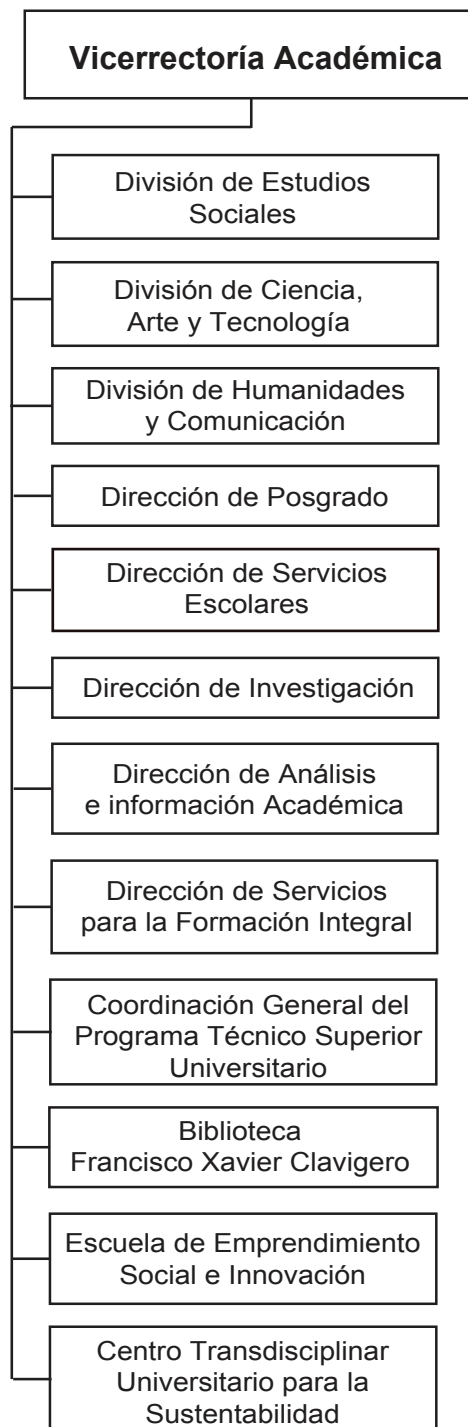 Vicerrectoría Académica
División de Estudios
Sociales
División de Ciencia,
Arte y Tecnología
División de Humanidades
y Comunicación
Dirección de Posgrado
Dirección de Servicios
Escolares
Dirección de Investigación
Dirección de Análisis
e información Académica
Dirección de Servicios
para la Formación Integral
Coordinación General del
Programa Técnico Superior
Universitario
Biblioteca
Francisco Xavier Clavigero
Escuela de Emprendimiento
Social e Innovación
Centro Transdisciplinar
Universitario para la
Sustentabilidad